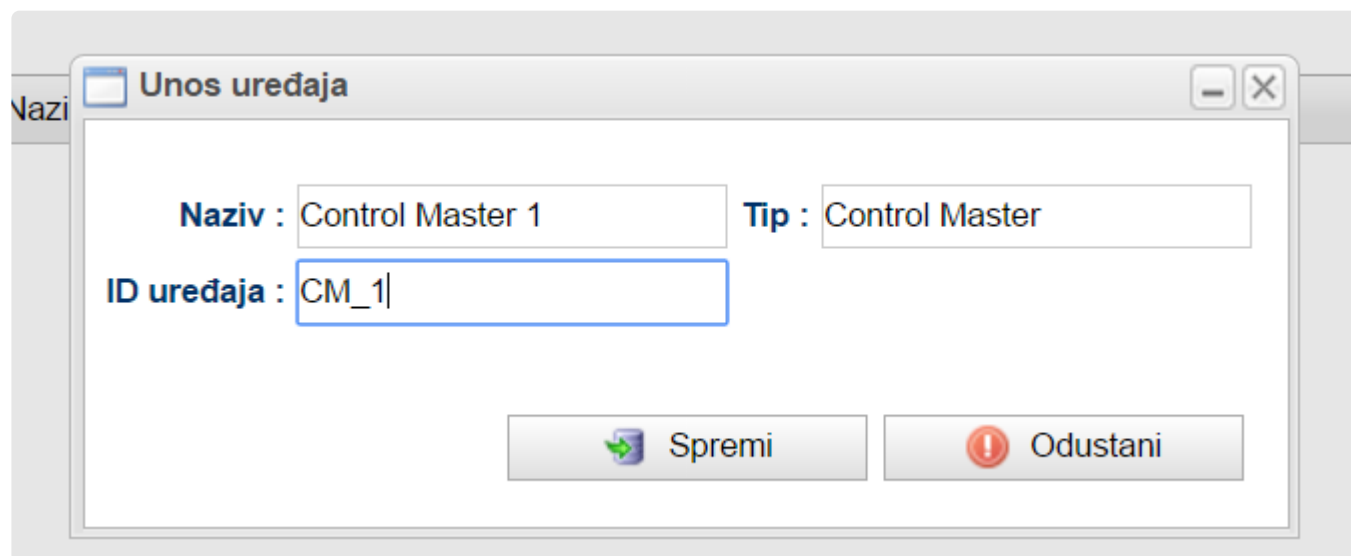 Unos uređaja
Nazi
Naziv : Control Master 1 Tip : Control Master
ID uređaja : CM_1
Spremi Odustani